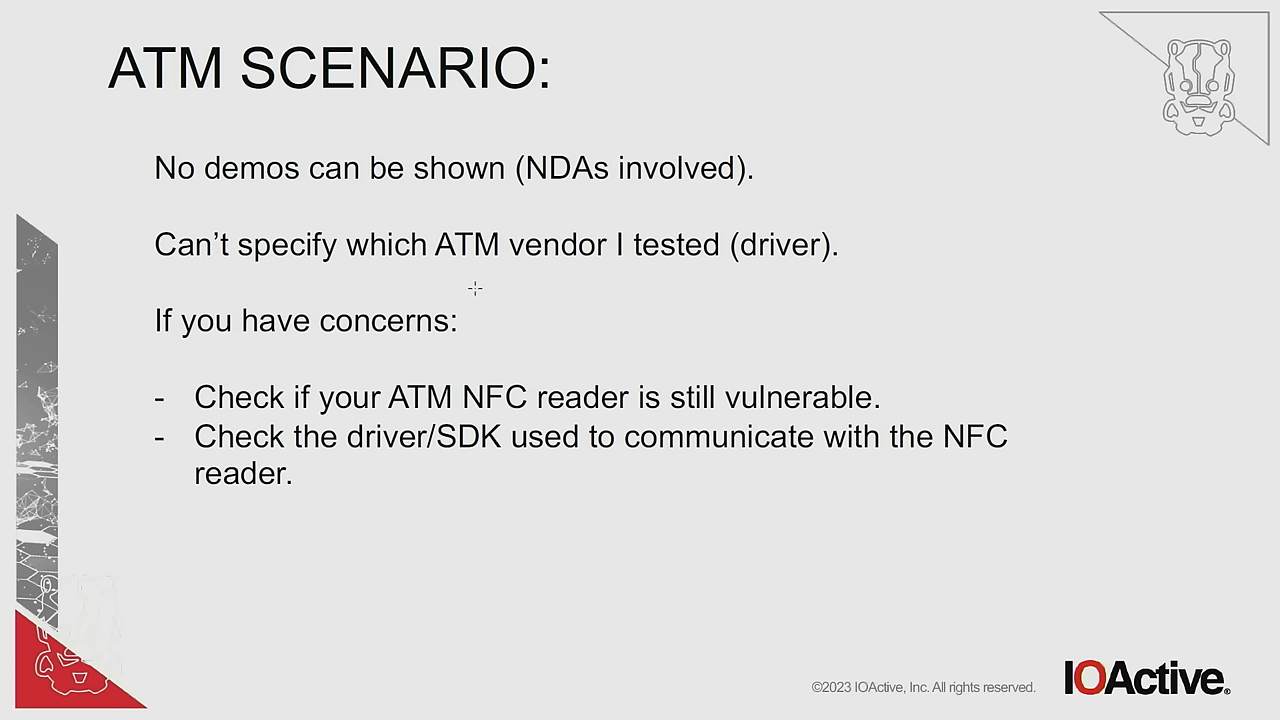 ATM SCENARIO:
No demos can be shown (NDAs involved).
Can’t specify which ATM vendor I tested (driver).
If you have concerns:
- Check if your ATM NFC reader is still vulnerable.
- Check the driver/SDK used to communicate with the NFC
reader.
©2023 IOActive, Inc. All rights reserved.
IOActive®